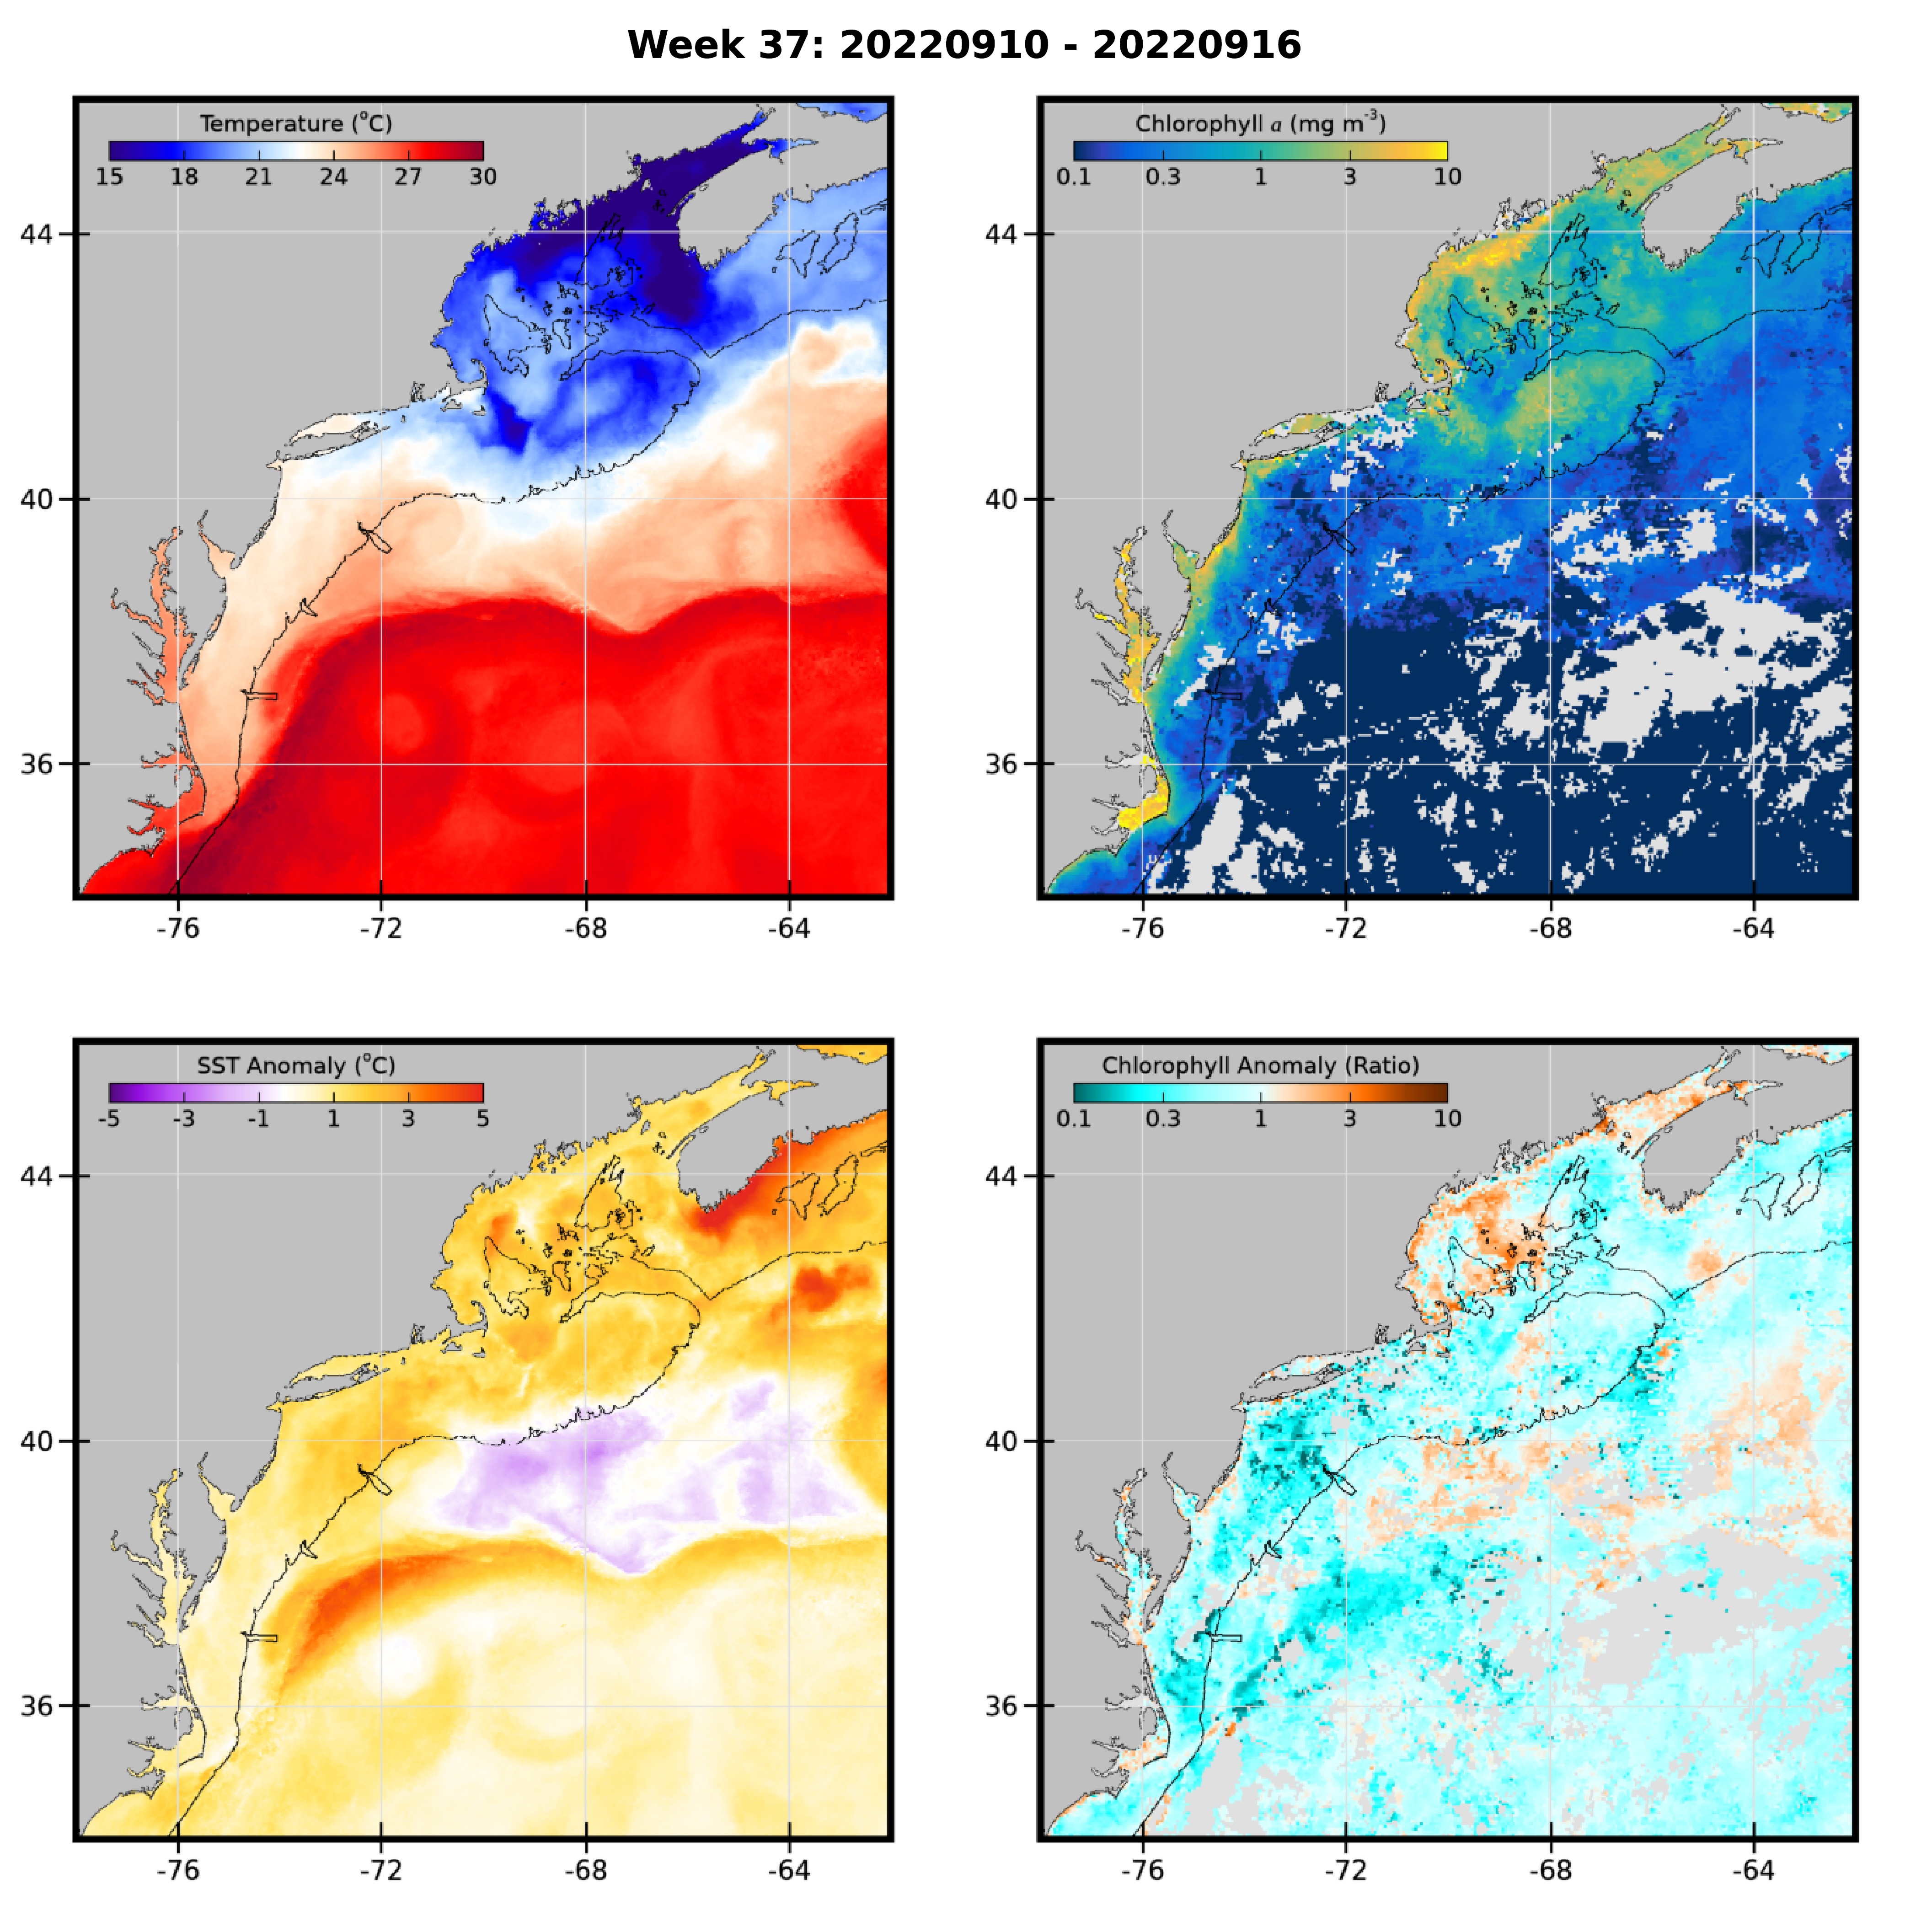 Week 37: 20220910 - 20220916
Temperature (°C)
15 18 21 24 27 30
44
40
36
-76 -72 -68 -64
Chlorophyll a (mg m⁻³)
0.1 0.3 1 3 10
44
40
36
-76 -72 -68 -64
SST Anomaly (°C)
-5 -3 -1 1 3 5
44
40
36
-76 -72 -68 -64
Chlorophyll Anomaly (Ratio)
0.1 0.3 1 3 10
44
40
36
-76 -72 -68 -64